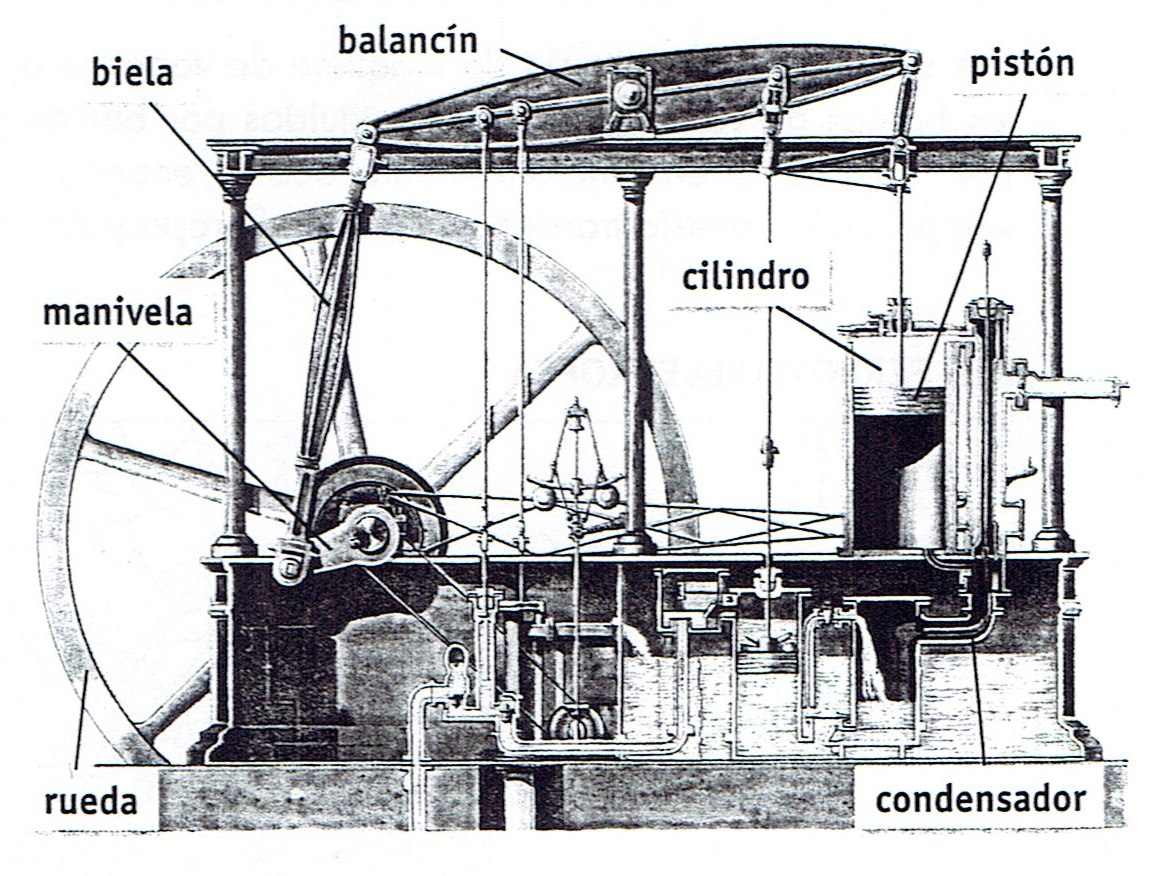 balancín
biela
pistón
cilindro
manivela
rueda
condensador